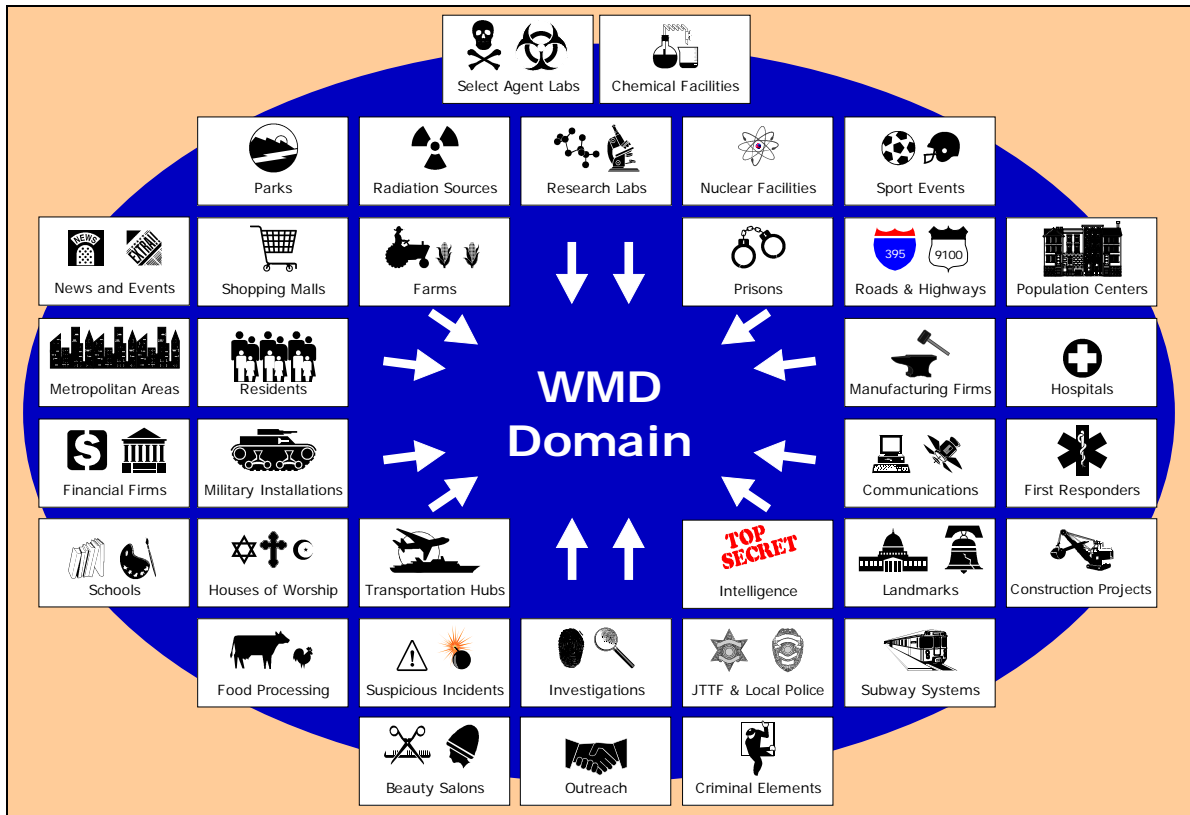 Select Agent Labs
Chemical Facilities
Parks
Radiation Sources
Research Labs
Nuclear Facilities
Sport Events
NEWS
EXTRA!
News and Events
Shopping Malls
Farms
Prisons
395
9100
Roads & Highways
Population Centers
Metropolitan Areas
Residents
WMD
Domain
Manufacturing Firms
Hospitals
$
Financial Firms
Military Installations
Communications
First Responders
Schools
Houses of Worship
Transportation Hubs
TOP
SECRET
Intelligence
Landmarks
Construction Projects
Food Processing
Suspicious Incidents
Investigations
JTTF & Local Police
Subway Systems
Beauty Salons
Outreach
Criminal Elements